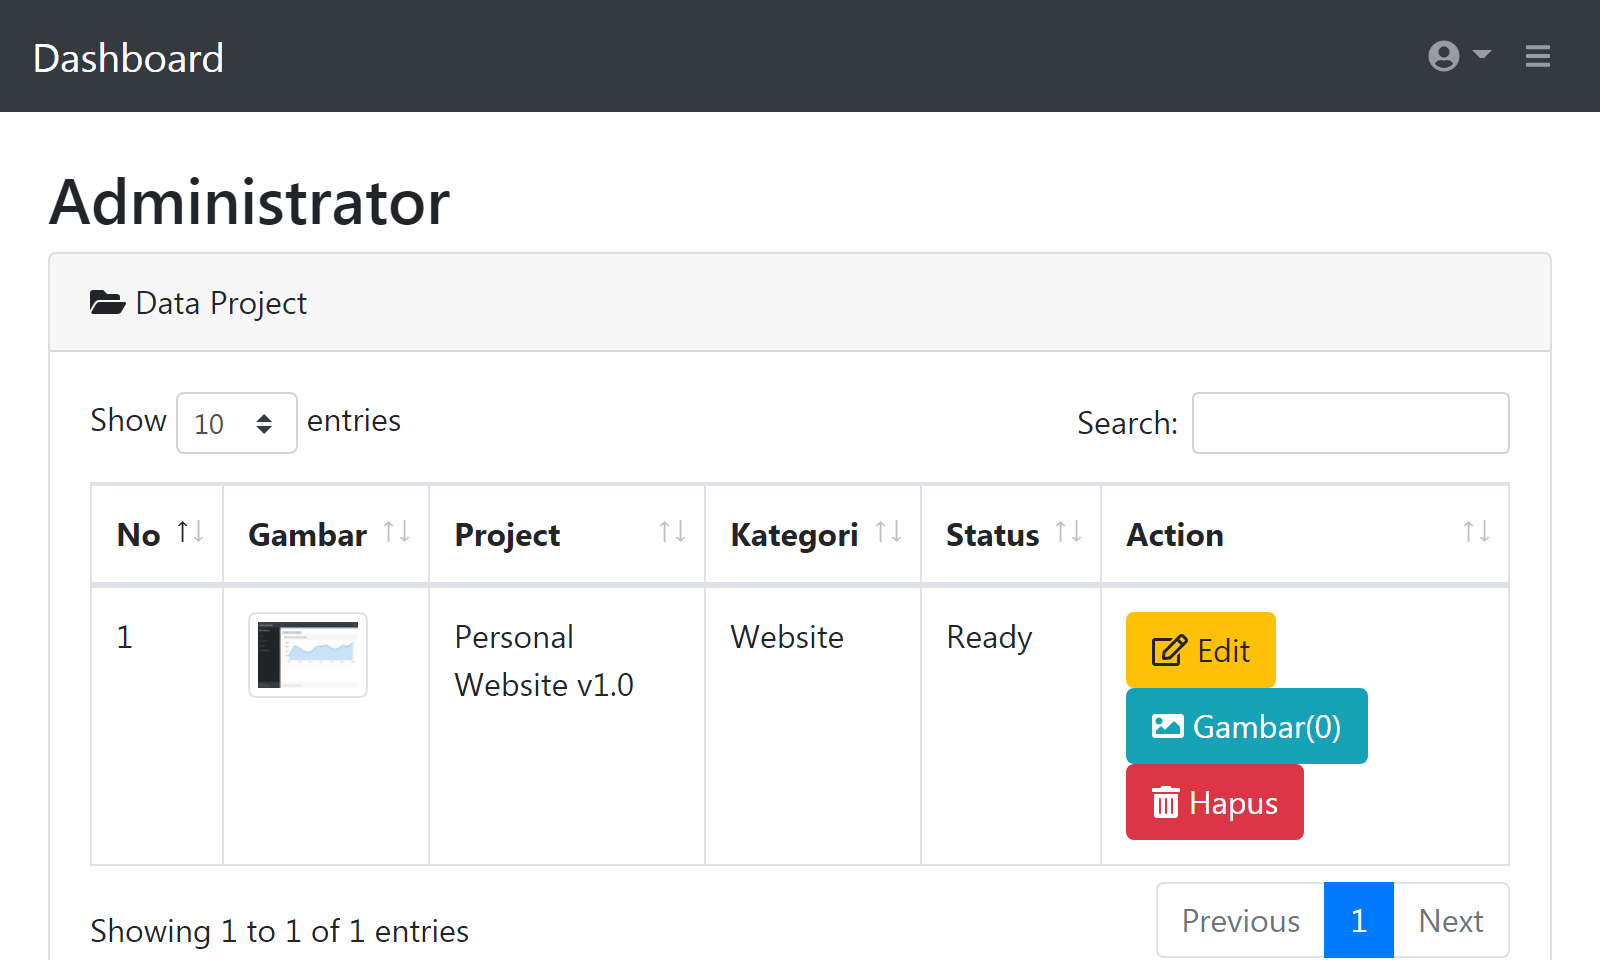 Dashboard
Administrator
Data Project
Show 10 entries
Search:
No Gambar Project Kategori Status Action
1 Personal Website Ready Edit
Website v1.0
Gambar(0)
Hapus
Showing 1 to 1 of 1 entries
Previous 1 Next